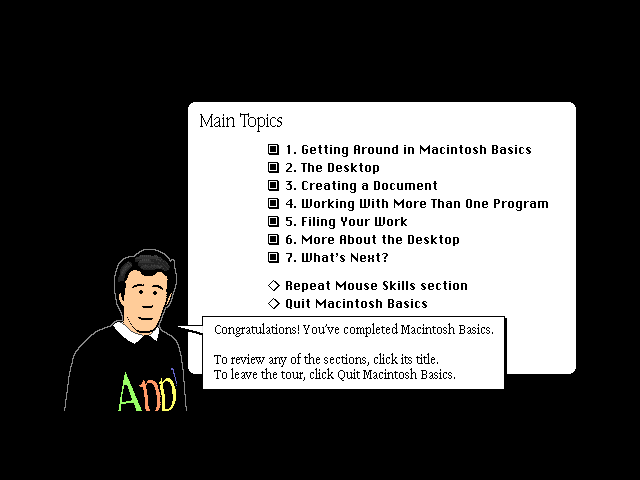 Main Topics
1. Getting Around in Macintosh Basics
2. The Desktop
3. Creating a Document
4. Working With More Than One Program
5. Filing Your Work
6. More About the Desktop
7. What's Next?
Repeat Mouse Skills section
Quit Macintosh Basics
Congratulations! You've completed Macintosh Basics.
To review any of the sections, click its title.
To leave the tour, click Quit Macintosh Basics.